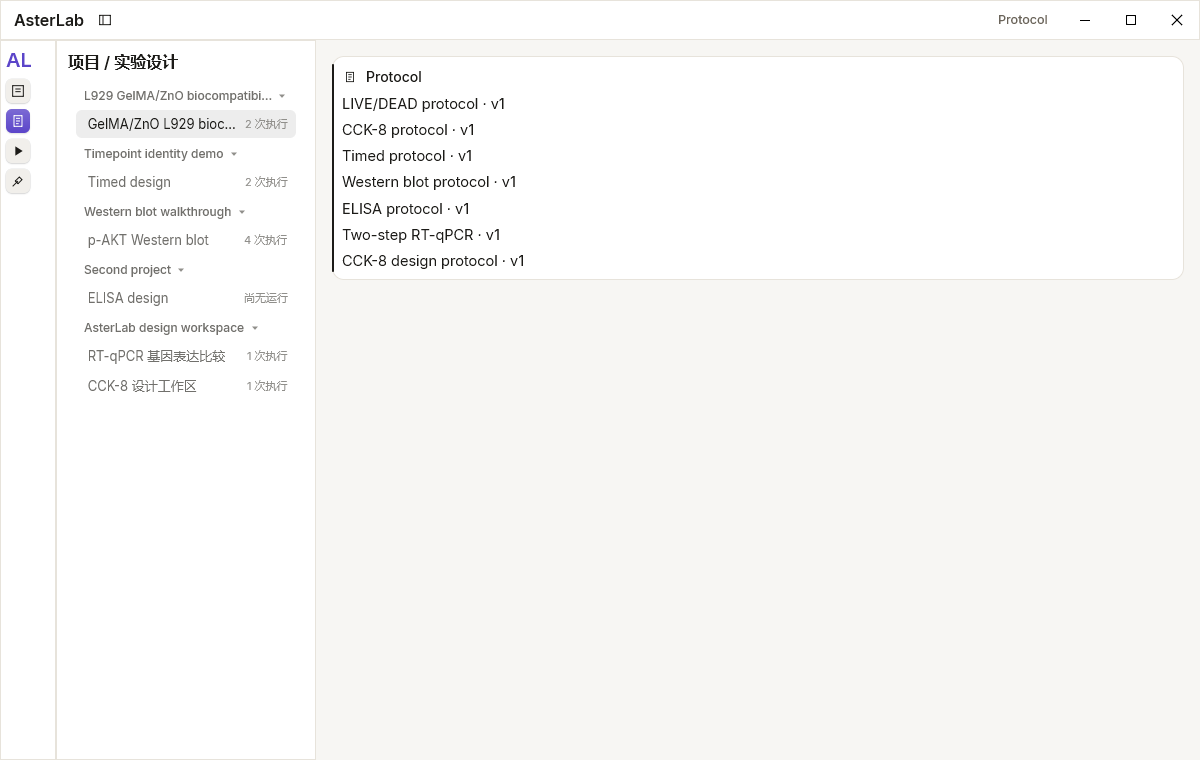 AsterLab
Protocol
AL
项目 / 实验设计
L929 GelMA/ZnO biocompatibi...
GelMA/ZnO L929 bioc... 2 次执行
Timepoint identity demo
Timed design 2 次执行
Western blot walkthrough
p-AKT Western blot 4 次执行
Second project
ELISA design 尚无运行
AsterLab design workspace
RT-qPCR 基因表达比较 1 次执行
CCK-8 设计工作区 1 次执行
Protocol
LIVE/DEAD protocol · v1
CCK-8 protocol · v1
Timed protocol · v1
Western blot protocol · v1
ELISA protocol · v1
Two-step RT-qPCR · v1
CCK-8 design protocol · v1